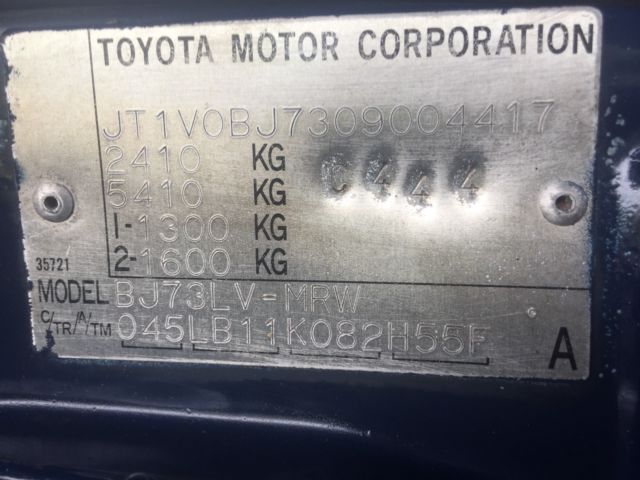 TOYOTA MOTOR CORPORATION
JT1V0BJ7309004417
2410 KG
5410 KG
1-1300 KG
2-1600 KG
0444
35721
MODEL BJ73LV-MRW
C/TR/A/TM 045LB11K082H55F
A